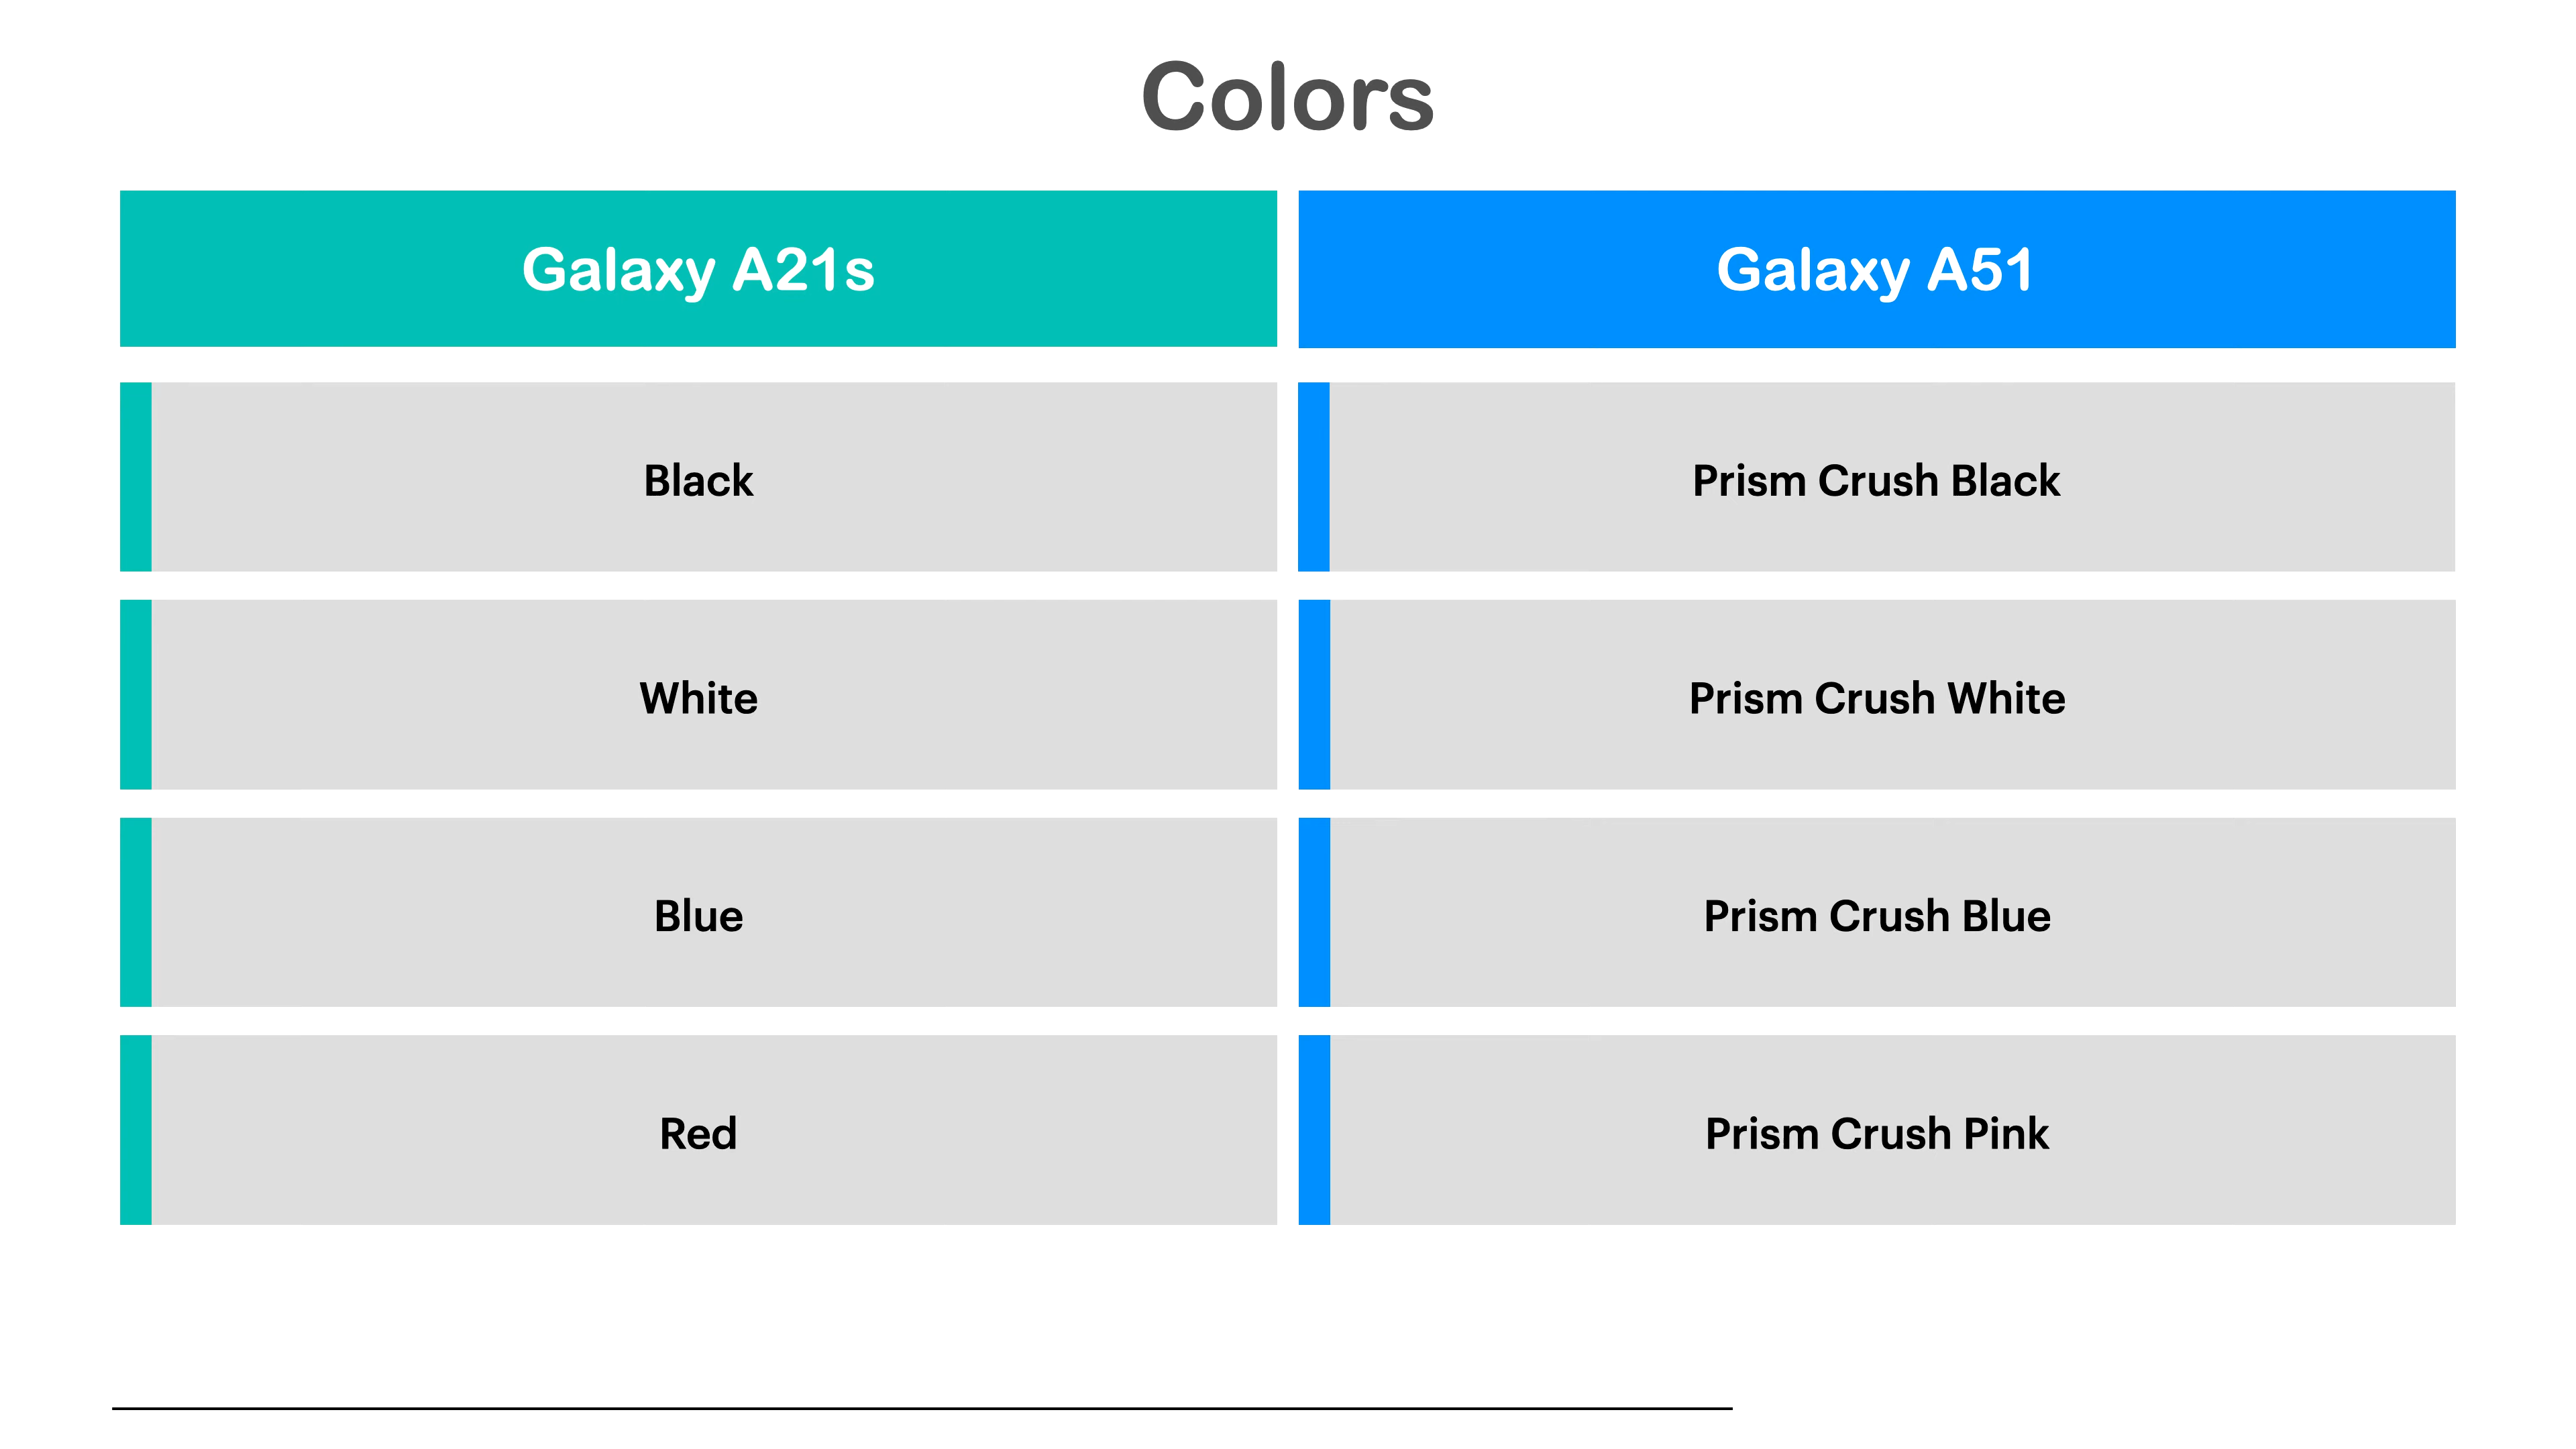 Colors
Galaxy A21s
Galaxy A51
Black
Prism Crush Black
White
Prism Crush White
Blue
Prism Crush Blue
Red
Prism Crush Pink